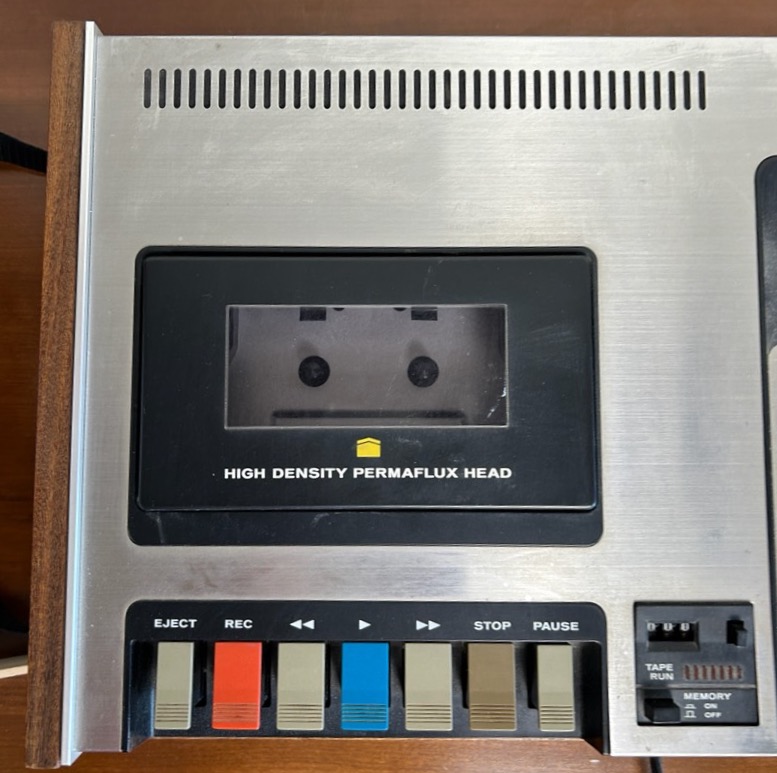 HIGH DENSITY PERMAFLUX HEAD
EJECT REC ◀◀ ▶ ▶▶ STOP PAUSE
TAPE
RUN
MEMORY
ON
OFF